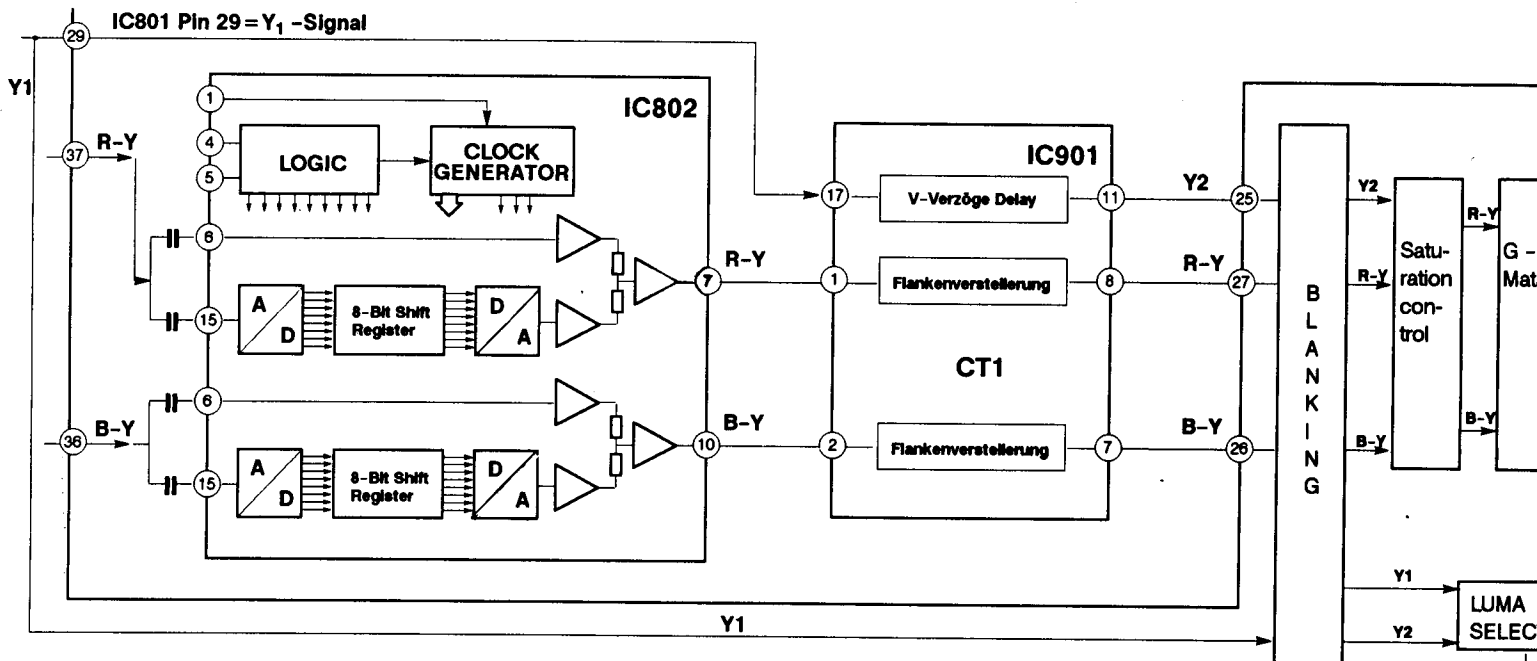 IC801 Pin 29 = Y1 -Signal
29
Y1
37
R-Y
36
B-Y
IC802
1
4
5
LOGIC
CLOCK
GENERATOR
6
15
A
D
8-Bit Shift
Register
D
A
7
R-Y
6
15
A
D
8-Bit Shift
Register
D
A
10
B-Y
IC901
17
V-Verzöge Delay
11
Y2
25
1
Flankenverstellerung
8
R-Y
27
CT1
2
Flankenverstellerung
7
B-Y
26
BLANKING
Y2
R-Y
B-Y
Satu-
ration
con-
trol
R-Y
B-Y
G -
Mat
Y1
Y1
Y2
LUMA
SELEC